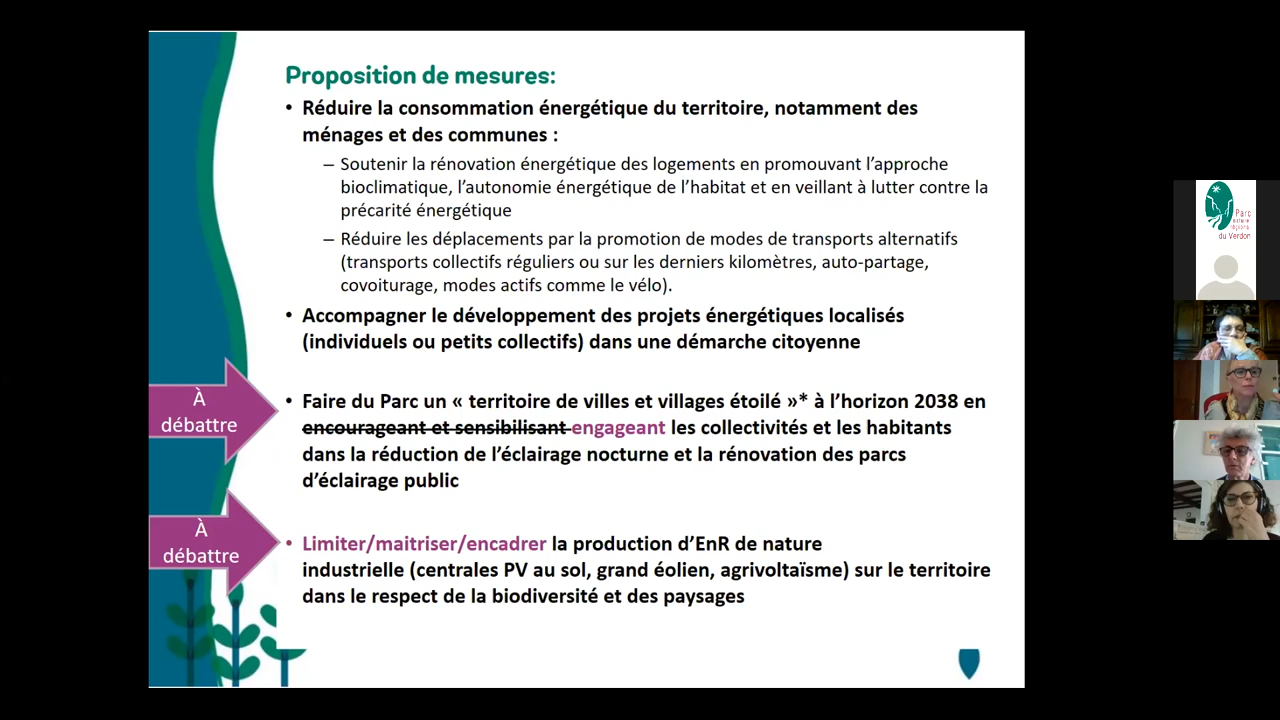 Proposition de mesures:
• Réduire la consommation énergétique du territoire, notamment des
ménages et des communes :
– Soutenir la rénovation énergétique des logements en promouvant l’approche
bioclimatique, l’autonomie énergétique de l’habitat et en veillant à lutter contre la
précarité énergétique
– Réduire les déplacements par la promotion de modes de transports alternatifs
(transports collectifs réguliers ou sur les derniers kilomètres, auto-partage,
covoiturage, modes actifs comme le vélo).
• Accompagner le développement des projets énergétiques localisés
(individuels ou petits collectifs) dans une démarche citoyenne
À
débattre
• Faire du Parc un « territoire de villes et villages étoilé »* à l’horizon 2038 en
encourageant et sensibilisant engageant les collectivités et les habitants
dans la réduction de l’éclairage nocturne et la rénovation des parcs
d’éclairage public
À
débattre
• Limiter/maitriser/encadrer la production d’EnR de nature
industrielle (centrales PV au sol, grand éolien, agrivoltaïsme) sur le territoire
dans le respect de la biodiversité et des paysages
Parc
naturel
régional
du Verdon